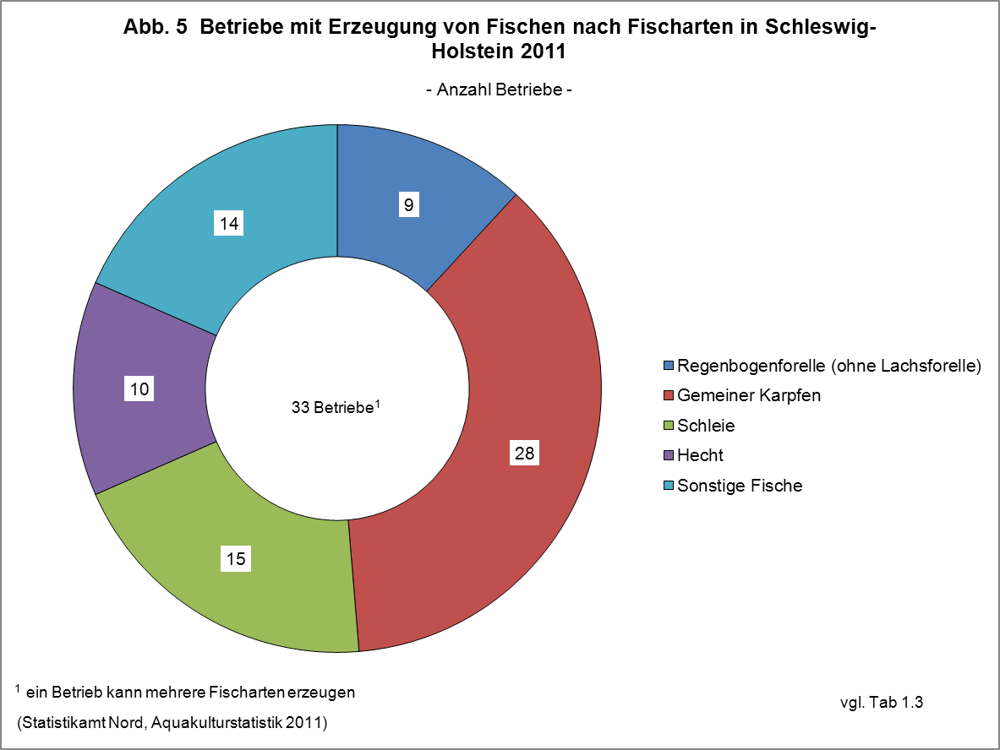 Abb. 5  Betriebe mit Erzeugung von Fischen nach Fischarten in Schleswig-
Holstein 2011
- Anzahl Betriebe -
9
14
10
33 Betriebe¹
28
15
Regenbogenforelle (ohne Lachsforelle)
Gemeiner Karpfen
Schleie
Hecht
Sonstige Fische
¹ ein Betrieb kann mehrere Fischarten erzeugen
(Statistikamt Nord, Aquakulturstatistik 2011)
vgl. Tab 1.3